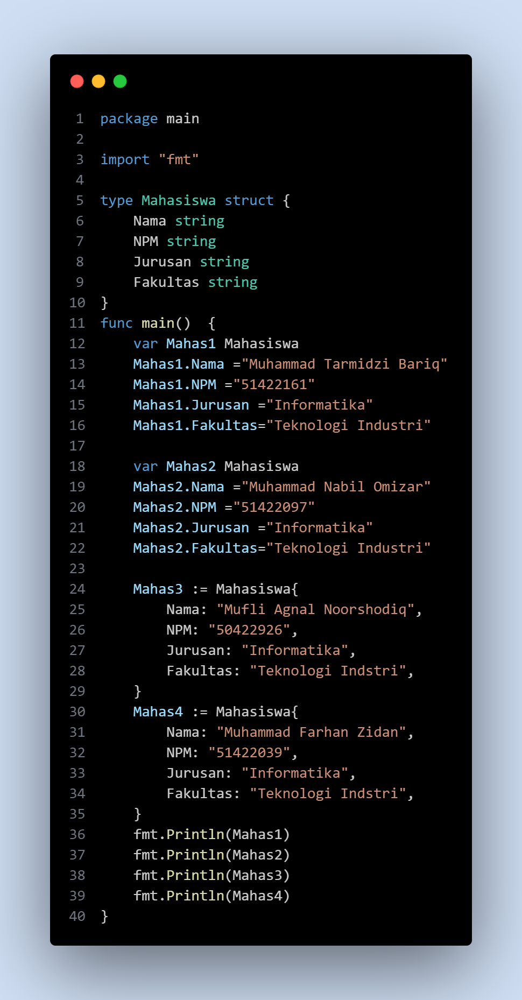 1 package main
2
3 import "fmt"
4
5 type Mahasiswa struct {
6     Nama string
7     NPM string
8     Jurusan string
9     Fakultas string
10 }
11 func main()  {
12     var Mahas1 Mahasiswa
13     Mahas1.Nama ="Muhammad Tarmidzi Bariq"
14     Mahas1.NPM ="51422161"
15     Mahas1.Jurusan ="Informatika"
16     Mahas1.Fakultas="Teknologi Industri"
17
18     var Mahas2 Mahasiswa
19     Mahas2.Nama ="Muhammad Nabil Omizar"
20     Mahas2.NPM ="51422097"
21     Mahas2.Jurusan ="Informatika"
22     Mahas2.Fakultas="Teknologi Industri"
23
24     Mahas3 := Mahasiswa{
25         Nama: "Mufli Agnal Noorshodiq",
26         NPM: "50422926",
27         Jurusan: "Informatika",
28         Fakultas: "Teknologi Indstri",
29     }
30     Mahas4 := Mahasiswa{
31         Nama: "Muhammad Farhan Zidan",
32         NPM: "51422039",
33         Jurusan: "Informatika",
34         Fakultas: "Teknologi Indstri",
35     }
36     fmt.Println(Mahas1)
37     fmt.Println(Mahas2)
38     fmt.Println(Mahas3)
39     fmt.Println(Mahas4)
40 }